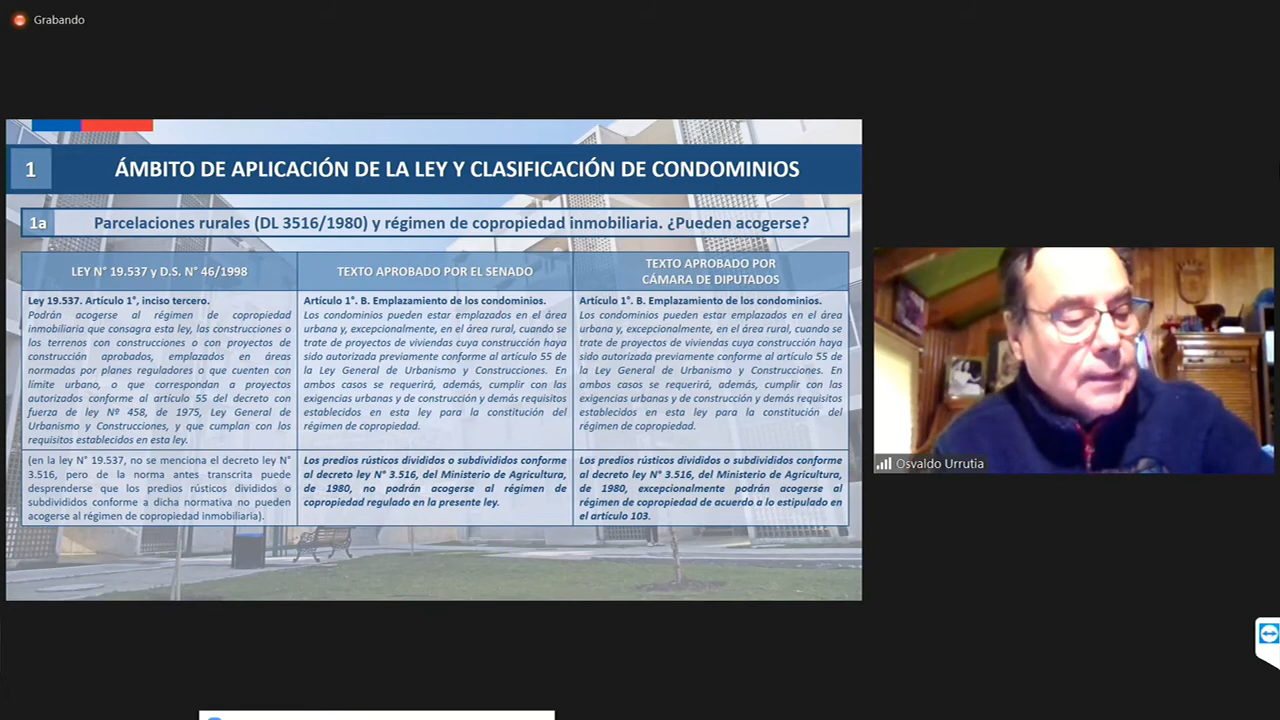 Grabando
1
ÁMBITO DE APLICACIÓN DE LA LEY Y CLASIFICACIÓN DE CONDOMINIOS
1a
Parcelaciones rurales (DL 3516/1980) y régimen de copropiedad inmobiliaria. ¿Pueden acogerse?
LEY N° 19.537 y D.S. N° 46/1998
Ley 19.537. Artículo 1°, inciso tercero.
Podrán acogerse al régimen de copropiedad
inmobiliaria que consagra esta ley, las construcciones o
los terrenos con construcciones o con proyectos de
construcción aprobados, emplazados en áreas
normadas por planes reguladores o que cuenten con
límite urbano, o que correspondan a proyectos
autorizados conforme al artículo 55 del decreto con
fuerza de ley Nº 458, de 1975, Ley General de
Urbanismo y Construcciones, y que cumplan con los
requisitos establecidos en esta ley.
(en la ley N° 19.537, no se menciona el decreto ley N°
3.516, pero de la norma antes transcrita puede
desprenderse que los predios rústicos divididos o
subdivididos conforme a dicha normativa no pueden
acogerse al régimen de copropiedad inmobiliaria).
TEXTO APROBADO POR EL SENADO
Artículo 1°. B. Emplazamiento de los condominios.
Los condominios pueden estar emplazados en el área
urbana y, excepcionalmente, en el área rural, cuando se
trate de proyectos de viviendas cuya construcción haya
sido autorizada previamente conforme al artículo 55 de
la Ley General de Urbanismo y Construcciones. En
ambos casos se requerirá, además, cumplir con las
exigencias urbanas y de construcción y demás requisitos
establecidos en esta ley para la constitución del
régimen de copropiedad.
Los predios rústicos divididos o subdivididos conforme
al decreto ley N° 3.516, del Ministerio de Agricultura,
de 1980, no podrán acogerse al régimen de
copropiedad regulado en la presente ley.
TEXTO APROBADO POR
CÁMARA DE DIPUTADOS
Artículo 1°. B. Emplazamiento de los condominios.
Los condominios pueden estar emplazados en el área
urbana y, excepcionalmente, en el área rural, cuando se
trate de proyectos de viviendas cuya construcción haya
sido autorizada previamente conforme al artículo 55 de
la Ley General de Urbanismo y Construcciones. En
ambos casos se requerirá, además, cumplir con las
exigencias urbanas y de construcción y demás requisitos
establecidos en esta ley para la constitución del
régimen de copropiedad.
Los predios rústicos divididos o subdivididos conforme
al decreto ley N° 3.516, del Ministerio de Agricultura,
de 1980, excepcionalmente podrán acogerse al
régimen de copropiedad de acuerdo a lo estipulado en
el artículo 103.
Osvaldo Urrutia